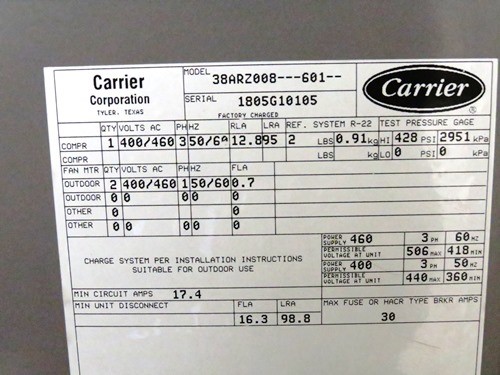 Carrier
Corporation
TYLER, TEXAS
MODEL 38ARZ008---601--
SERIAL 1805G10105
FACTORY CHARGED
Carrier
QTY VOLTS AC PH HZ RLA LRA REF. SYSTEM R-22 TEST PRESSURE GAGE
COMPR 1 400/460 3 50/60 12.8 95 2 LBS 0.91 kg HI 428 PSI 2951 kPa
COMPR LBS kg LO 0 PSI 0 kPa
FAN MTR QTY VOLTS AC PH HZ FLA
OUTDOOR 2 400/460 1 50/60 0.7
OUTDOOR 0 0 0
OTHER 0 0
OTHER 0 0 0
CHARGE SYSTEM PER INSTALLATION INSTRUCTIONS
SUITABLE FOR OUTDOOR USE
POWER SUPPLY 460 3 PH 60 HZ
PERMISSIBLE VOLTAGE AT UNIT 506 MAX 418 MIN
POWER SUPPLY 400 3 PH 50 HZ
PERMISSIBLE VOLTAGE AT UNIT 440 MAX 360 MIN
MIN CIRCUIT AMPS 17.4
MIN UNIT DISCONNECT FLA LRA MAX FUSE OR HACR TYPE BRKR AMPS
16.3 98.8 30